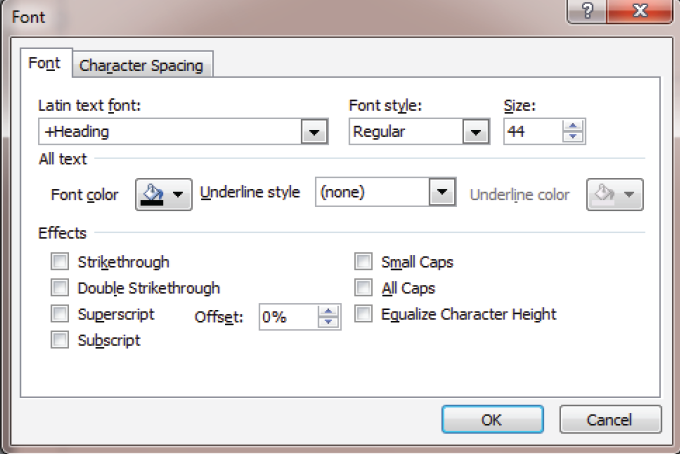 Font
Font Character Spacing
Latin text font: Font style: Size:
+Heading Regular 44
All text
Font color Underline style (none) Underline color
Effects
Strikethrough Small Caps
Double Strikethrough All Caps
Superscript Offset: 0% Equalize Character Height
Subscript
OK Cancel